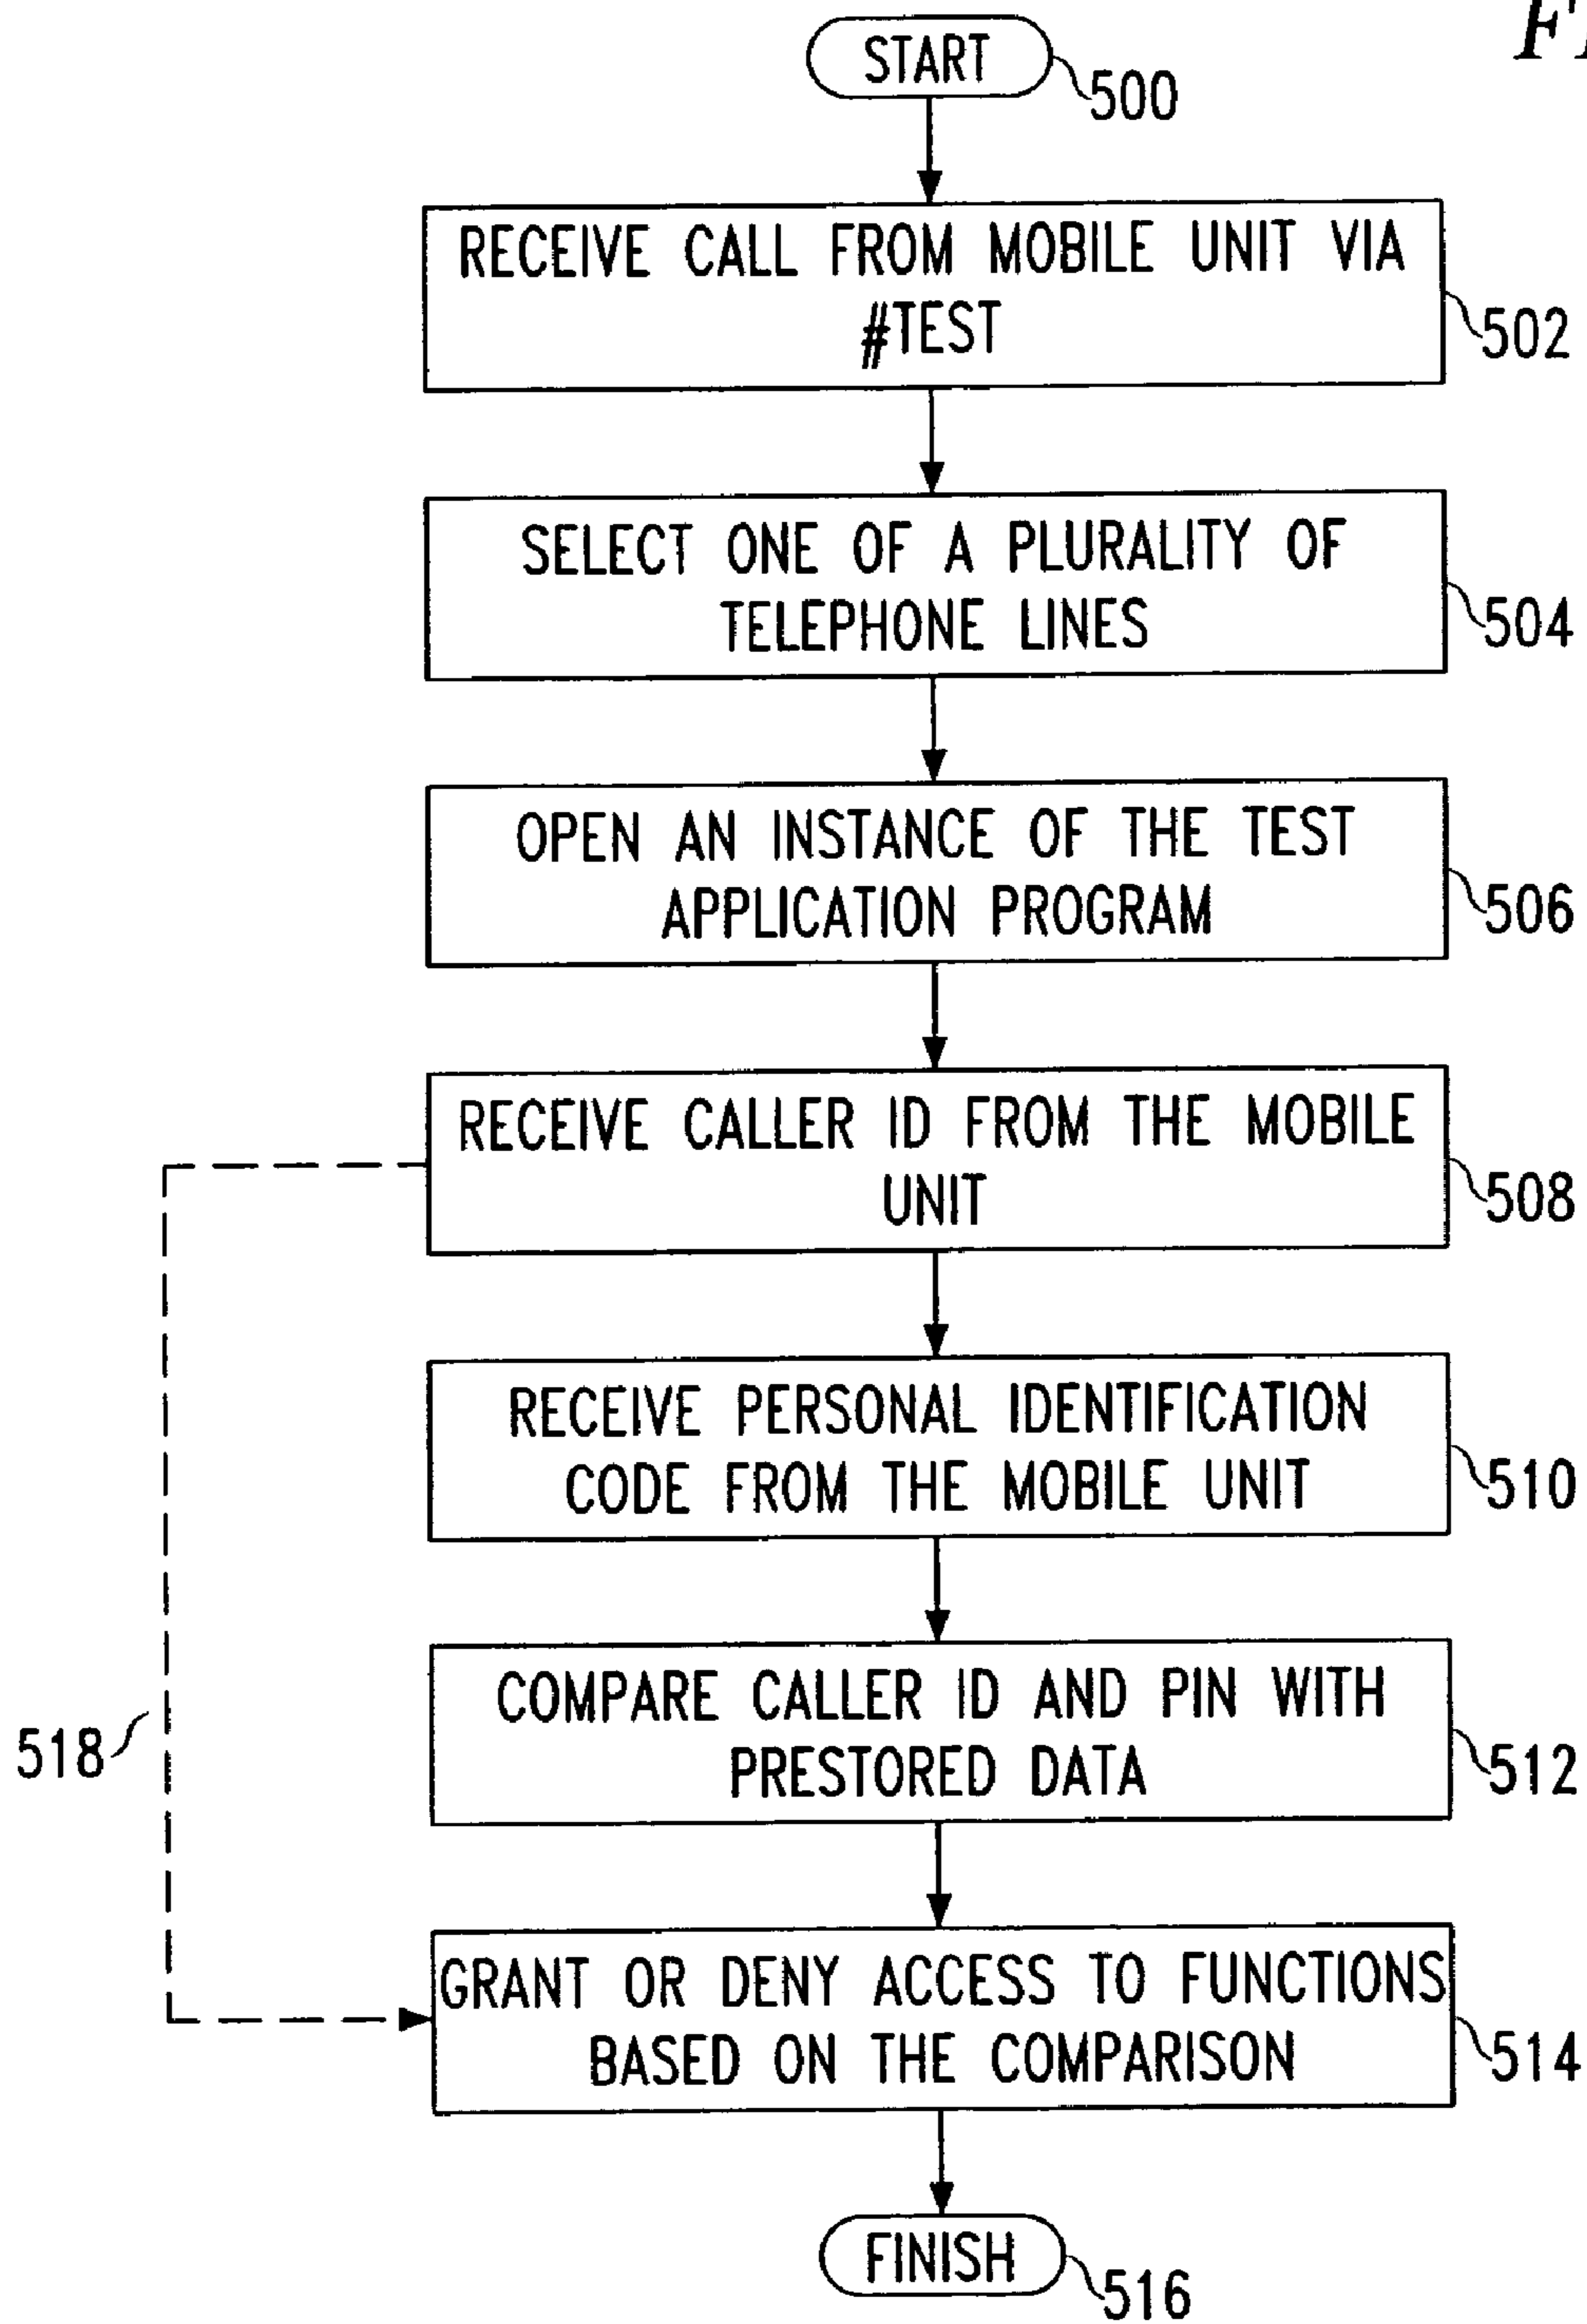 START
500
RECEIVE CALL FROM MOBILE UNIT VIA
#TEST
502
SELECT ONE OF A PLURALITY OF
TELEPHONE LINES
504
OPEN AN INSTANCE OF THE TEST
APPLICATION PROGRAM
506
RECEIVE CALLER ID FROM THE MOBILE
UNIT
508
RECEIVE PERSONAL IDENTIFICATION
CODE FROM THE MOBILE UNIT
510
COMPARE CALLER ID AND PIN WITH
PRESTORED DATA
512
518
GRANT OR DENY ACCESS TO FUNCTIONS
BASED ON THE COMPARISON
514
FINISH
516